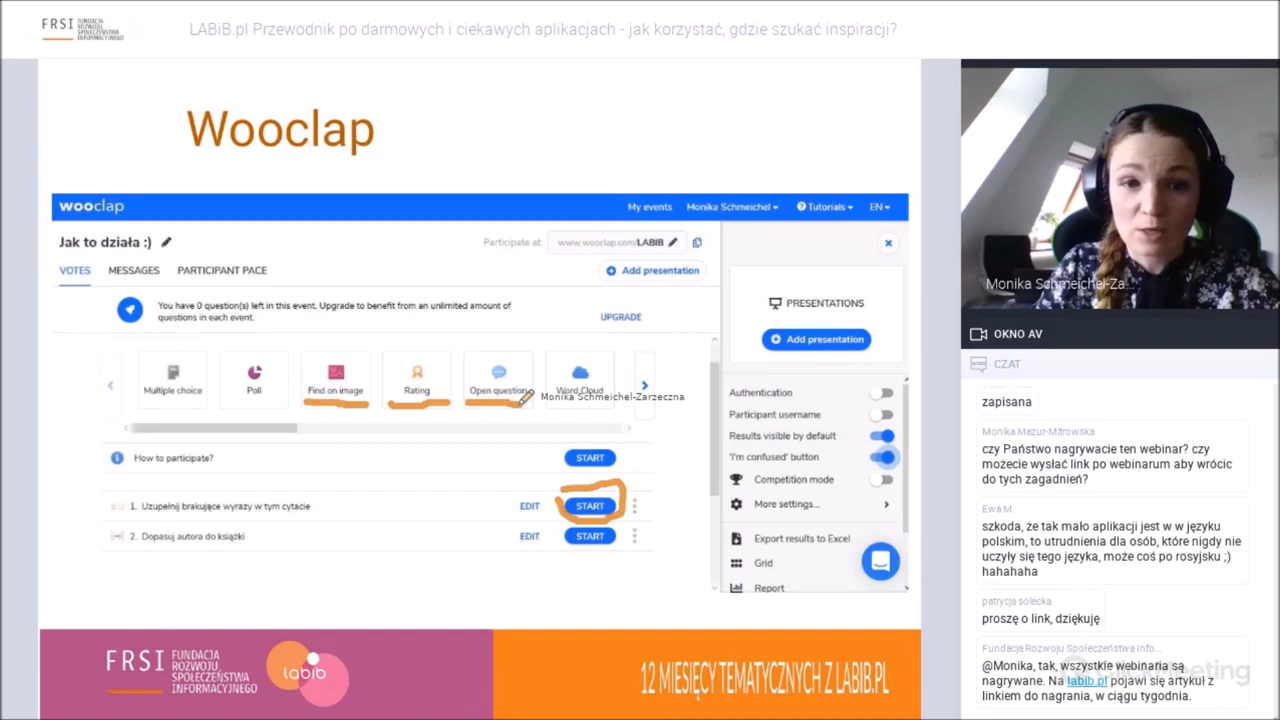 FRSI FUNDACJA
ROZWOJU
SPOŁECZEŃSTWA
INFORMACYJNEGO
LABiB.pl Przewodnik po darmowych i ciekawych aplikacjach - jak korzystać, gdzie szukać inspiracji?
Wooclap
wooclap
My events
Monika Schmeichel
Tutorials
EN
Jak to działa :)
Participate at:
www.wooclap.com/LABIB
VOTES
MESSAGES
PARTICIPANT PACE
Add presentation
You have 0 question(s) left in this event. Upgrade to benefit from an unlimited amount of
questions in each event.
UPGRADE
Multiple choice
Poll
Find on image
Rating
Open question
Word Cloud
Monika Schmeichel-Zarzeczna
How to participate?
START
1. Uzupełnij brakujące wyrazy w tym cytacie
EDIT
START
2. Dopasuj autora do książki
EDIT
START
PRESENTATIONS
Add presentation
Authentication
Participant username
Results visible by default
'I'm confused' button
Competition mode
More settings...
Export results to Excel
Grid
Report
FRSI
FUNDACJA
ROZWOJU
SPOŁECZEŃSTWA
INFORMACYJNEGO
labib
12 MIESIĘCY TEMATYCZNYCH Z LABIB.PL
Monika Schmeichel-Za...
OKNO AV
CZAT
zapisana
Monika Mazur-Mitrowska
czy Państwo nagrywacie ten webinar? czy
możecie wysłać link po webinarum aby wrócic
do tych zagadnień?
Ewa M.
szkoda, że tak mało aplikacji jest w w języku
polskim, to utrudnienia dla osób, które nigdy nie
uczyły się tego języka, może coś po rosyjsku ;)
hahahaha
patrycja solecka
proszę o link, dziękuję
Fundacja Rozwoju Społeczeństwa Info...
@Monika, tak, wszystkie webinaria są
nagrywane. Na labib.pl pojawi się artykuł z
linkiem do nagrania, w ciągu tygodnia.
ClickMeeting